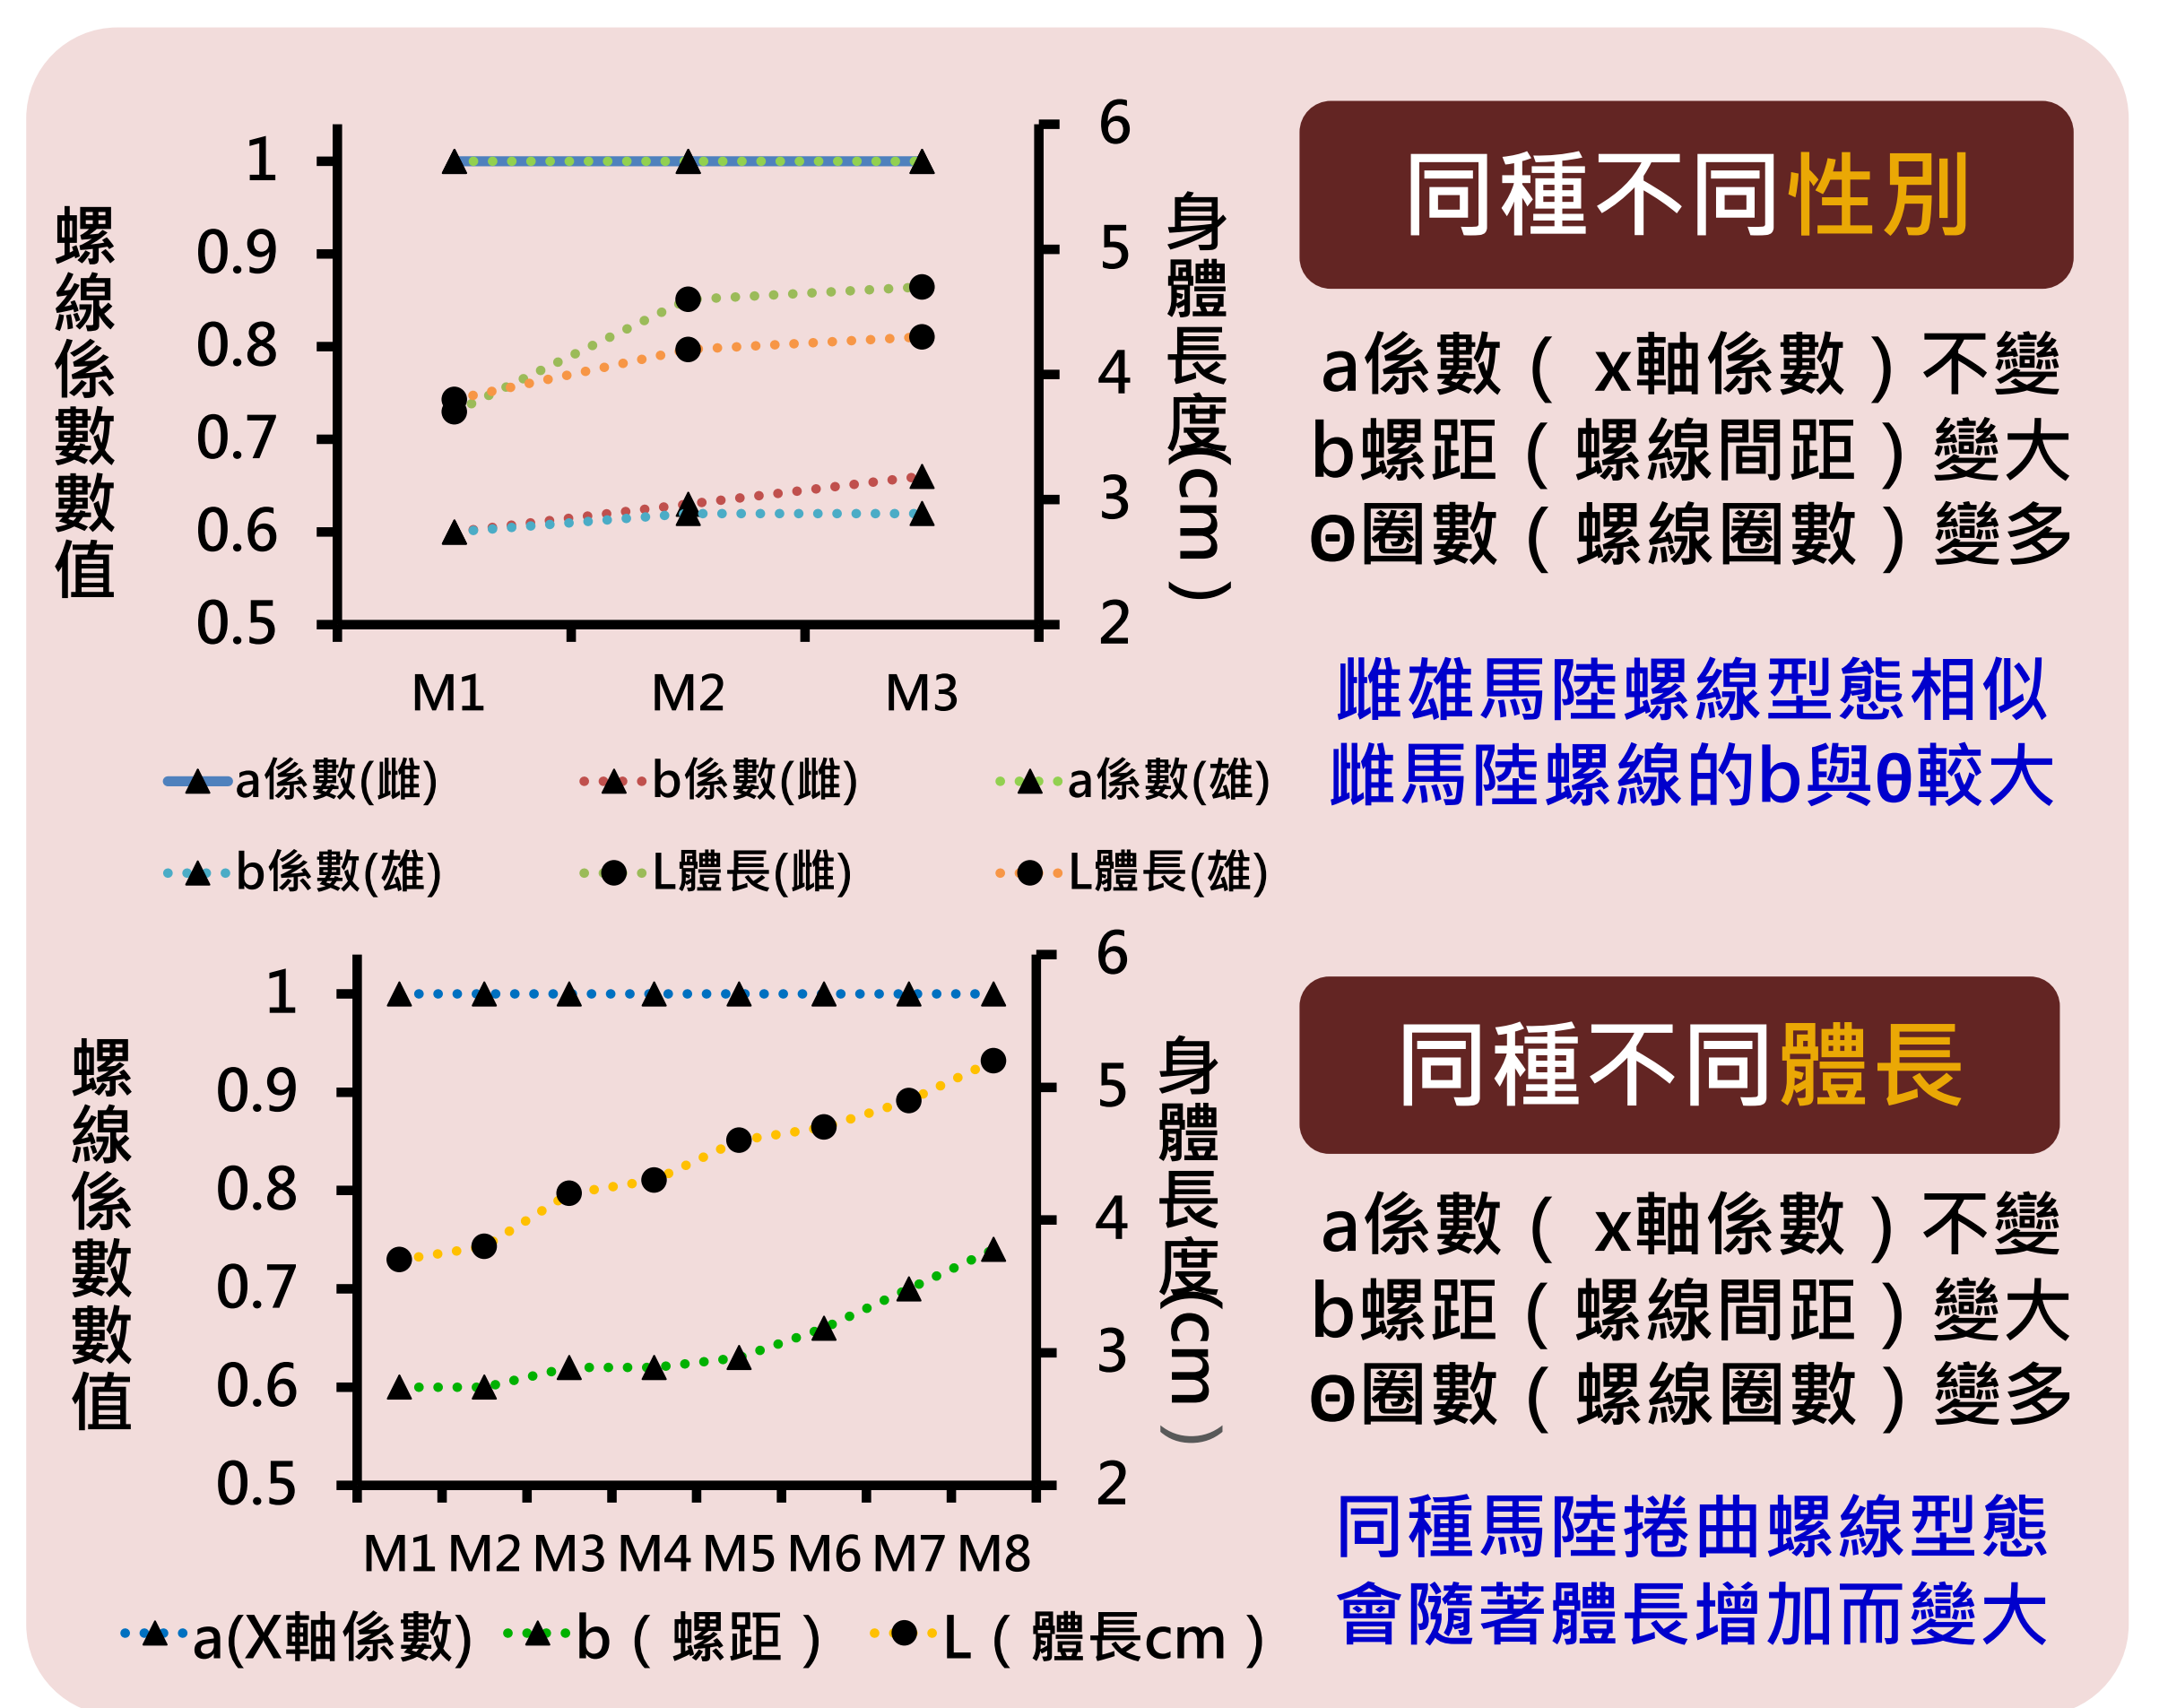 螺線係數數值
1
0.9
0.8
0.7
0.6
0.5
6
5
4
3
2
身體長度(cm)
M1 M2 M3
a係數(雌) b係數(雌) a係數(雄)
b係數(雄) L體長(雌) L體長(雄)
同種不同性別
a係數(x軸係數)不變
b螺距(螺線間距)變大
θ圈數(螺線圈數)變多
雌雄馬陸螺線型態相似
雌馬陸螺線的b與θ較大
螺線係數數值
1
0.9
0.8
0.7
0.6
0.5
6
5
4
3
2
身體長度(cm)
M1 M2 M3 M4 M5 M6 M7 M8
a(X軸係數) b(螺距) L(體長cm)
同種不同體長
a係數(x軸係數)不變
b螺距(螺線間距)變大
Θ圈數(螺線圈數)變多
同種馬陸捲曲螺線型態
會隨著體長增加而變大